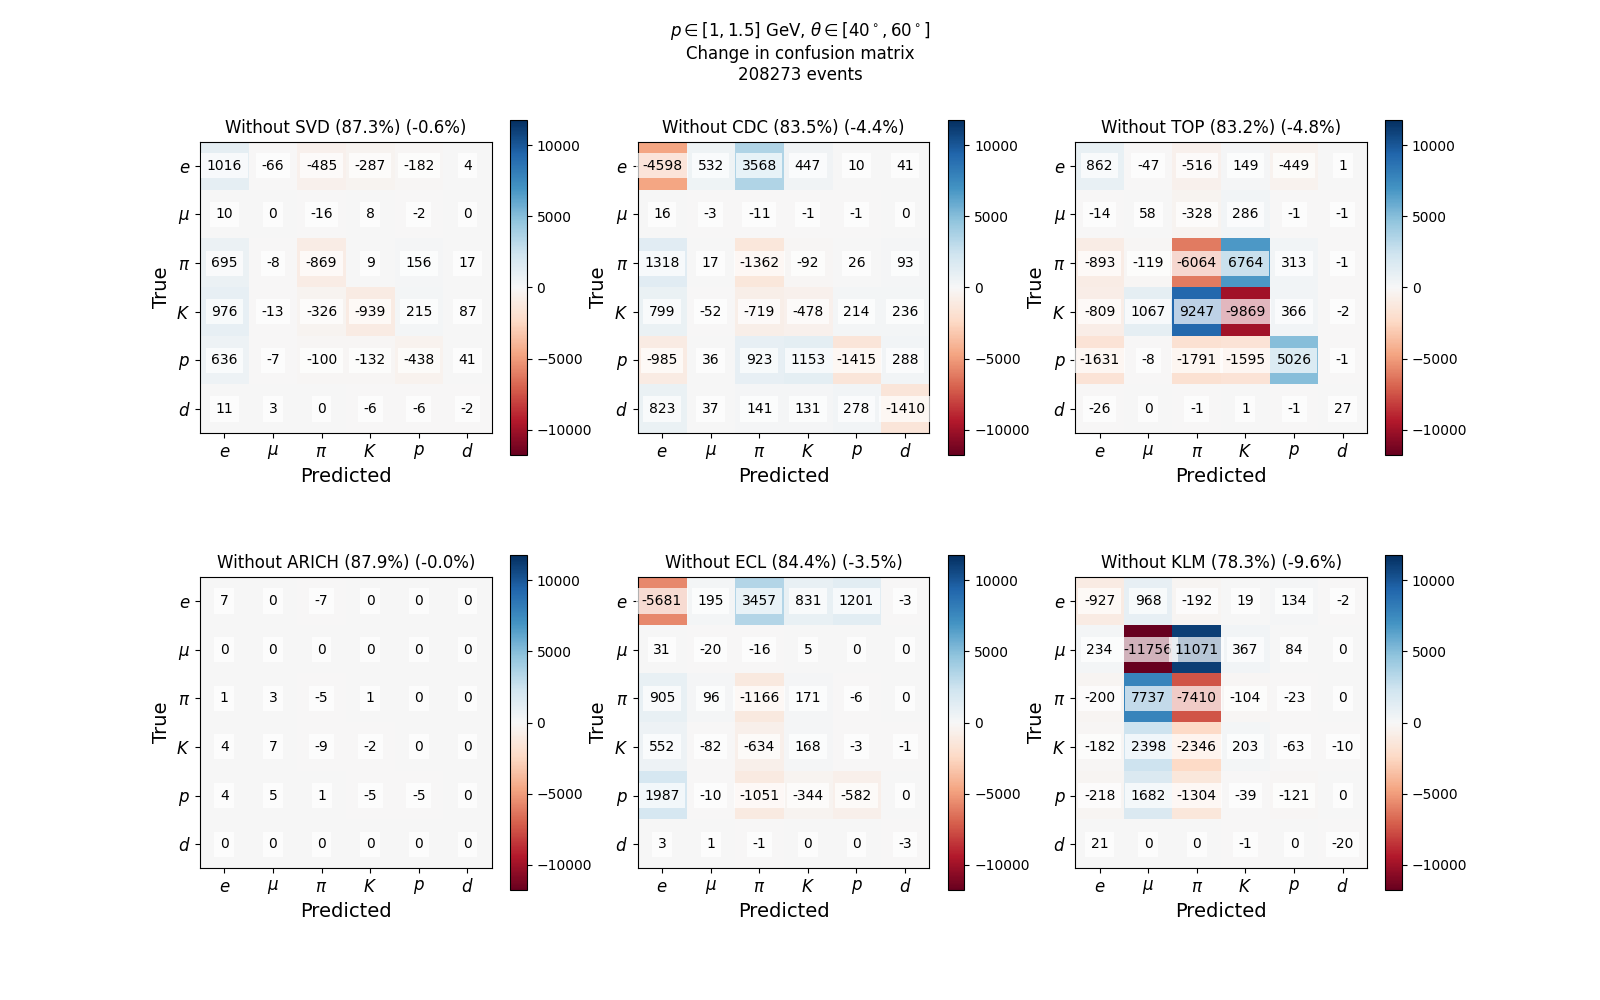 p ∈ [1, 1.5] GeV, θ ∈ [40°, 60°]
Change in confusion matrix
208273 events
Without SVD (87.3%) (-0.6%)
e 1016 -66 -485 -287 -182 4
μ 10 0 -16 8 -2 0
π 695 -8 -869 9 156 17
K 976 -13 -326 -939 215 87
p 636 -7 -100 -132 -438 41
d 11 3 0 -6 -6 -2
e μ π K p d
Predicted
True
10000
5000
0
−5000
−10000
Without CDC (83.5%) (-4.4%)
e -4598 532 3568 447 10 41
μ 16 -3 -11 -1 -1 0
π 1318 17 -1362 -92 26 93
K 799 -52 -719 -478 214 236
p -985 36 923 1153 -1415 288
d 823 37 141 131 278 -1410
e μ π K p d
Predicted
True
10000
5000
0
−5000
−10000
Without TOP (83.2%) (-4.8%)
e 862 -47 -516 149 -449 1
μ -14 58 -328 286 -1 -1
π -893 -119 -6064 6764 313 -1
K -809 1067 9247 -9869 366 -2
p -1631 -8 -1791 -1595 5026 -1
d -26 0 -1 1 -1 27
e μ π K p d
Predicted
True
10000
5000
0
−5000
−10000
Without ARICH (87.9%) (-0.0%)
e 7 0 -7 0 0 0
μ 0 0 0 0 0 0
π 1 3 -5 1 0 0
K 4 7 -9 -2 0 0
p 4 5 1 -5 -5 0
d 0 0 0 0 0 0
e μ π K p d
Predicted
True
10000
5000
0
−5000
−10000
Without ECL (84.4%) (-3.5%)
e -5681 195 3457 831 1201 -3
μ 31 -20 -16 5 0 0
π 905 96 -1166 171 -6 0
K 552 -82 -634 168 -3 -1
p 1987 -10 -1051 -344 -582 0
d 3 1 -1 0 0 -3
e μ π K p d
Predicted
True
10000
5000
0
−5000
−10000
Without KLM (78.3%) (-9.6%)
e -927 968 -192 19 134 -2
μ 234 -11756 11071 367 84 0
π -200 7737 -7410 -104 -23 0
K -182 2398 -2346 203 -63 -10
p -218 1682 -1304 -39 -121 0
d 21 0 0 -1 0 -20
e μ π K p d
Predicted
True
10000
5000
0
−5000
−10000